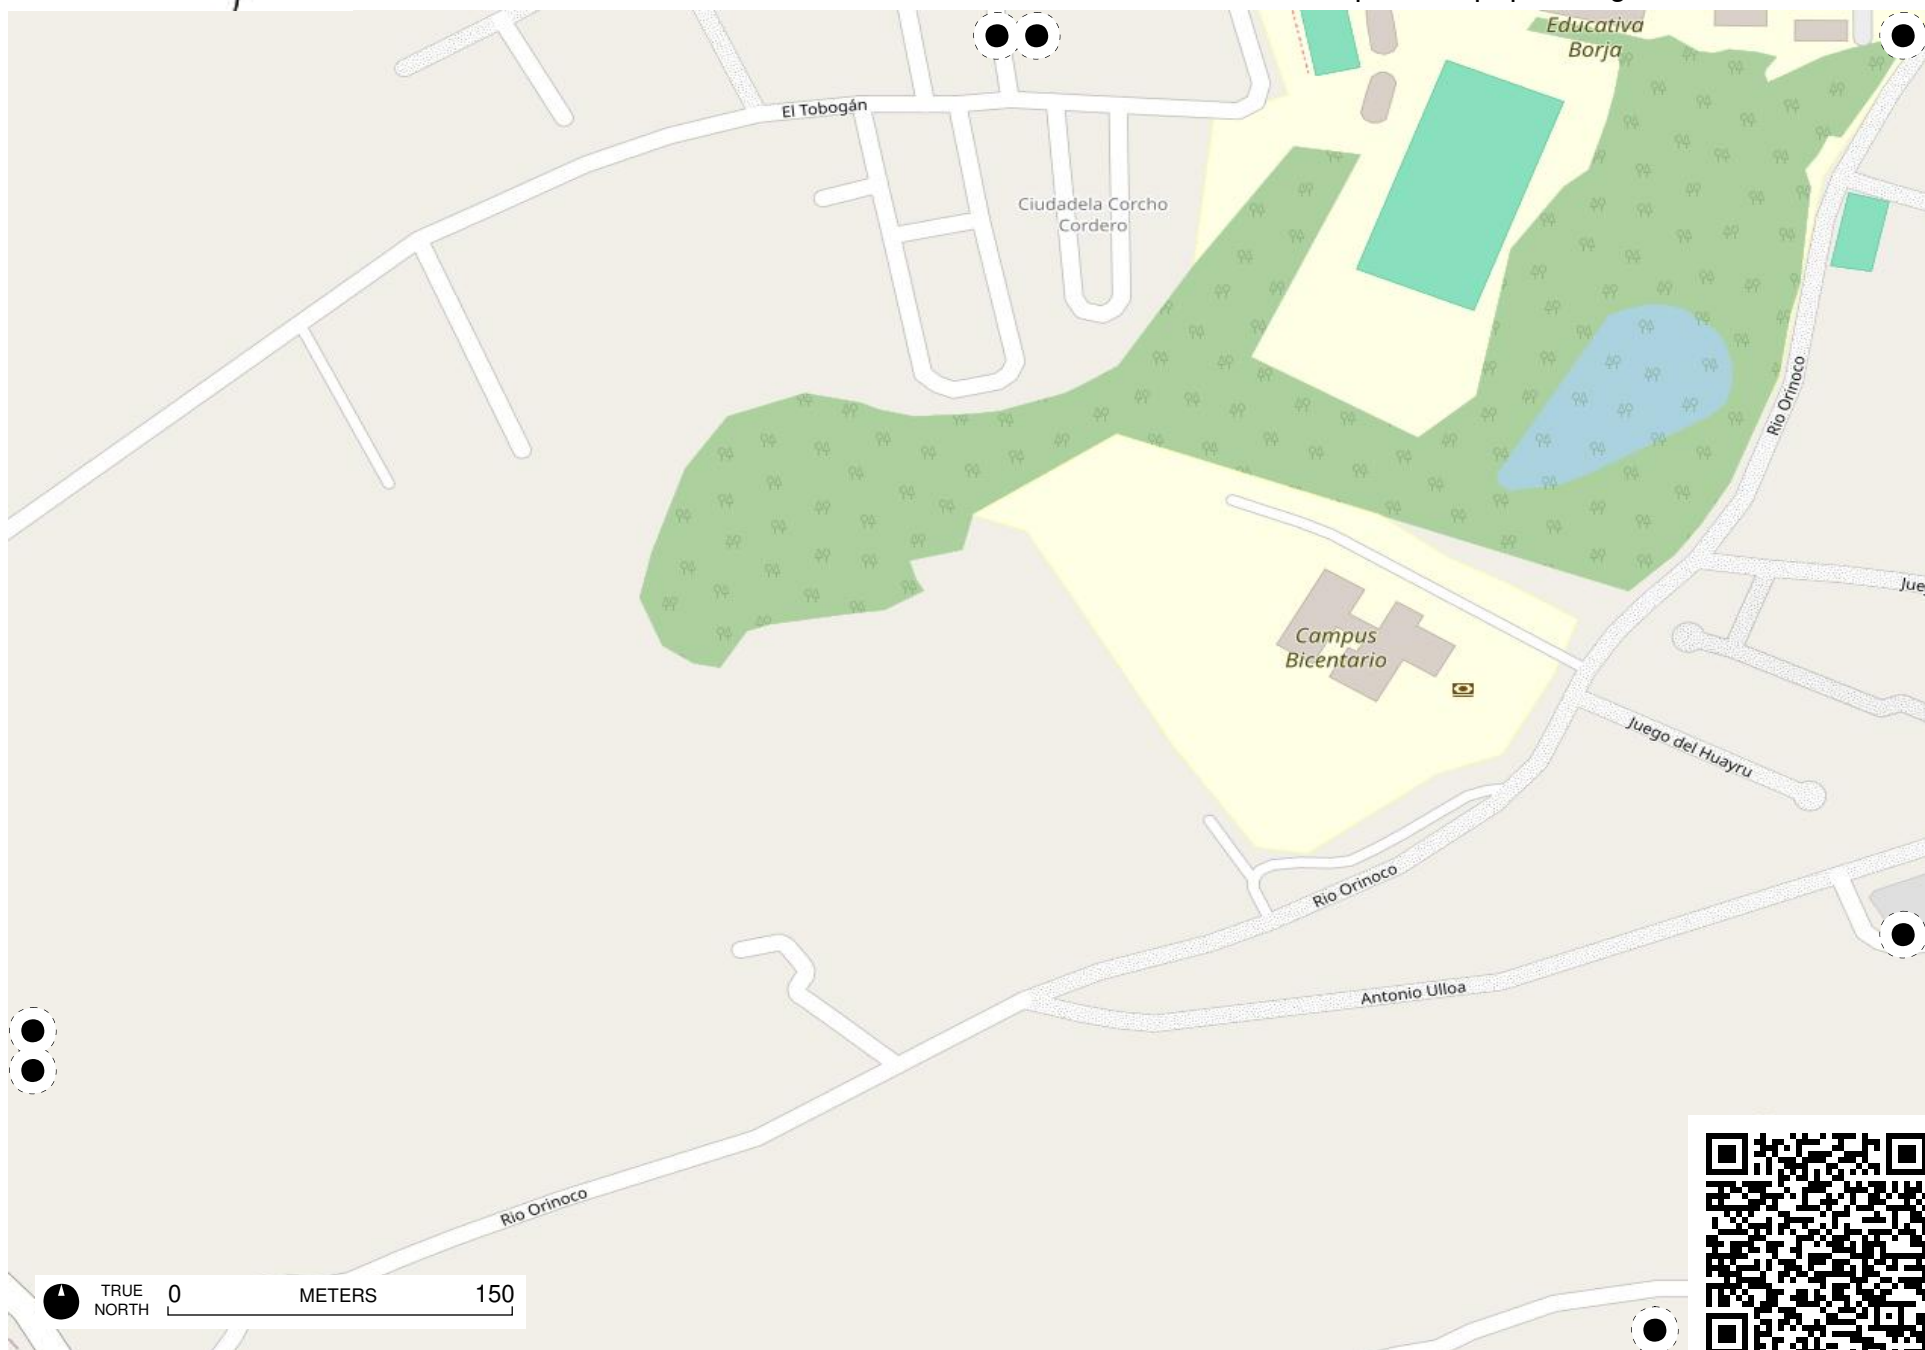 Educativa
Borja
El Tobogán
Ciudadela Corcho
Cordero
Rio Orinoco
Campus
Bicentario
Juego del Huayru
Rio Orinoco
Antonio Ulloa
Rio Orinoco
TRUE
NORTH
0 METERS 150